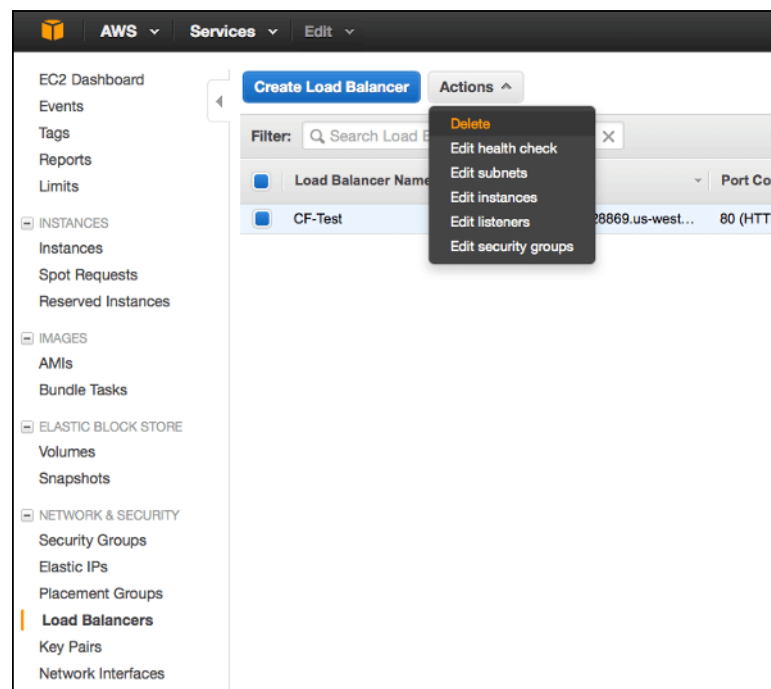 AWS Services Edit
EC2 Dashboard
Events
Tags
Reports
Limits
INSTANCES
Instances
Spot Requests
Reserved Instances
IMAGES
AMIs
Bundle Tasks
ELASTIC BLOCK STORE
Volumes
Snapshots
NETWORK & SECURITY
Security Groups
Elastic IPs
Placement Groups
Load Balancers
Key Pairs
Network Interfaces
Create Load Balancer Actions
Filter: Search Load
Delete
Edit health check
Edit subnets
Edit instances
Edit listeners
Edit security groups
Load Balancer Name Port Co
CF-Test 28869.us-west... 80 (HTT